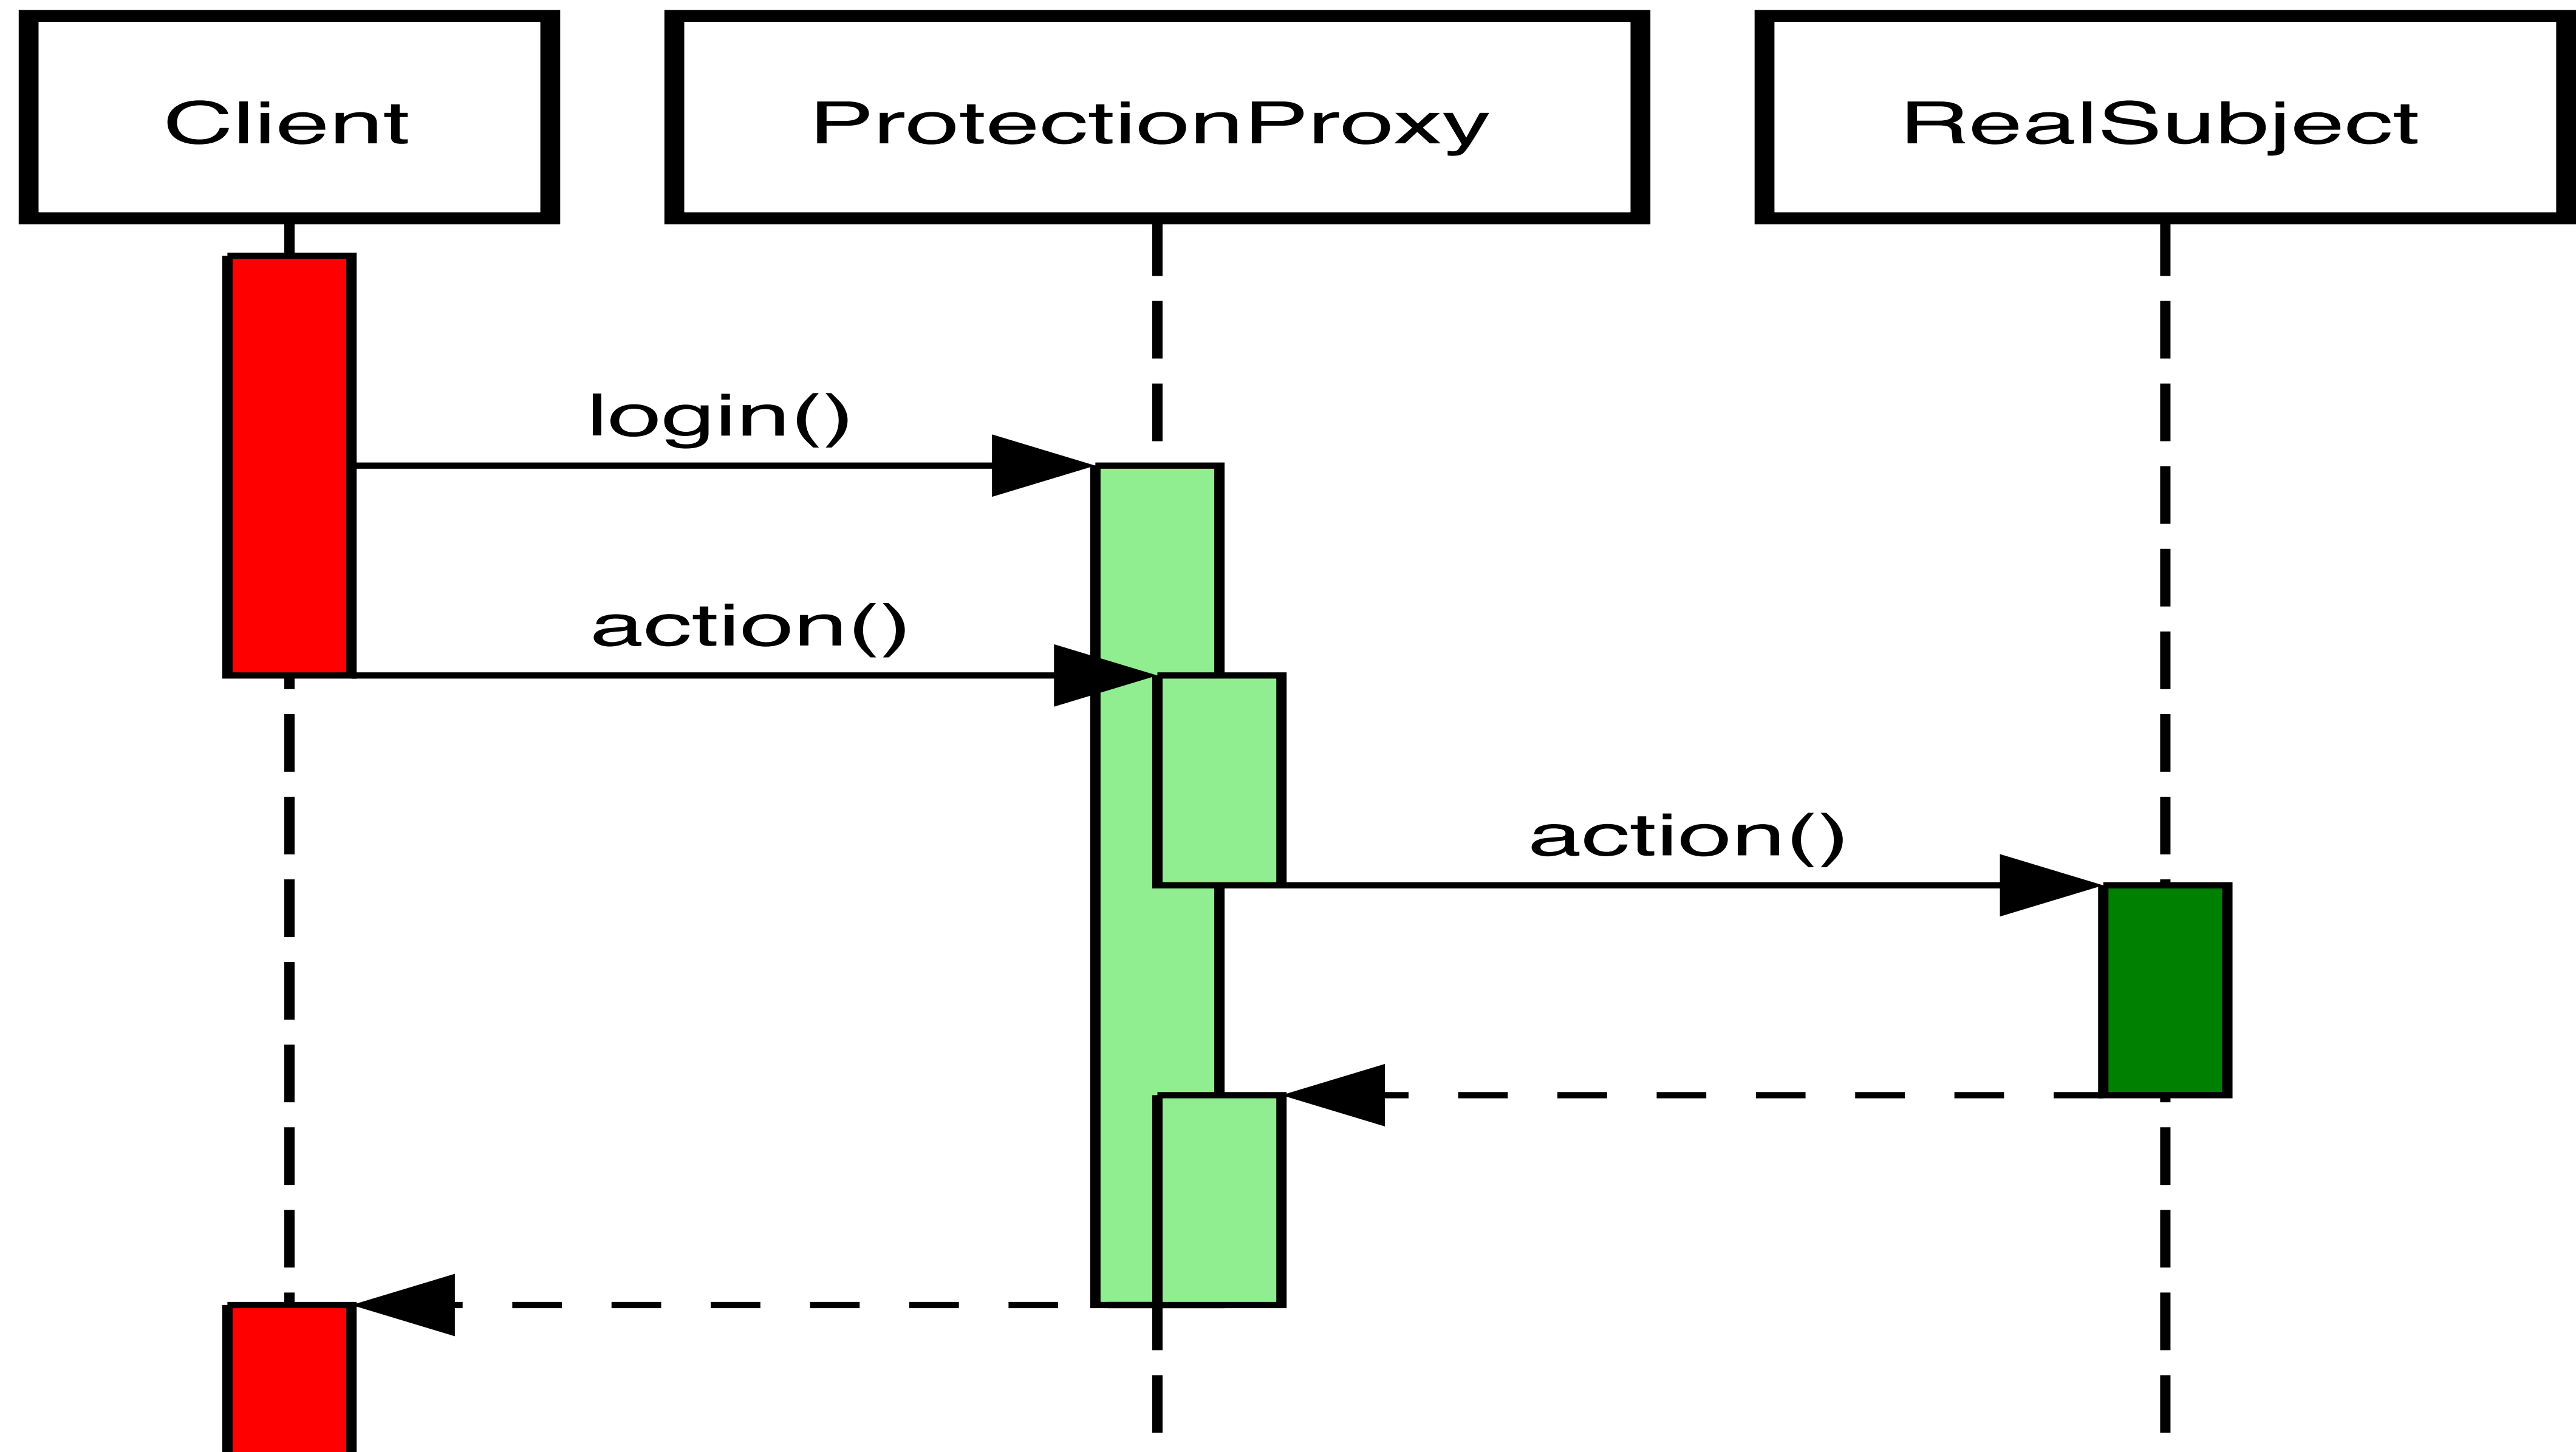 Client
ProtectionProxy
RealSubject
login()
action()
action()